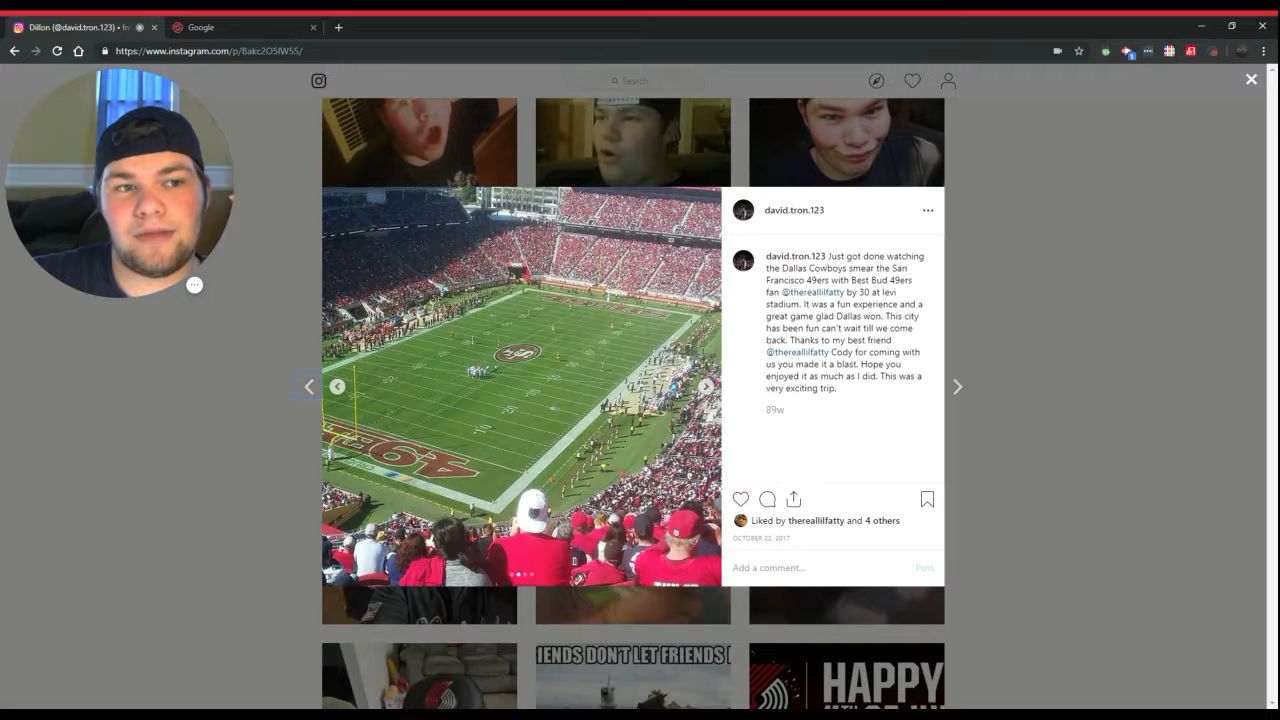 Dillon (@david.tron.123) • In
Google
https://www.instagram.com/p/Bakc2O5lW5S/
Search
david.tron.123
david.tron.123 Just got done watching
the Dallas Cowboys smear the San
Francisco 49ers with Best Bud 49ers
fan @thereallilfatty by 30 at levi
stadium. It was a fun experience and a
great game glad Dallas won. This city
has been fun can't wait till we come
back. Thanks to my best friend
@thereallilfatty Cody for coming with
us you made it a blast. Hope you
enjoyed it as much as I did. This was a
very exciting trip.
89w
Liked by thereallilfatty and 4 others
OCTOBER 22, 2017
Add a comment...
Post
SF
49ERS
IENDS DON'T LET FRIENDS
HAPPY